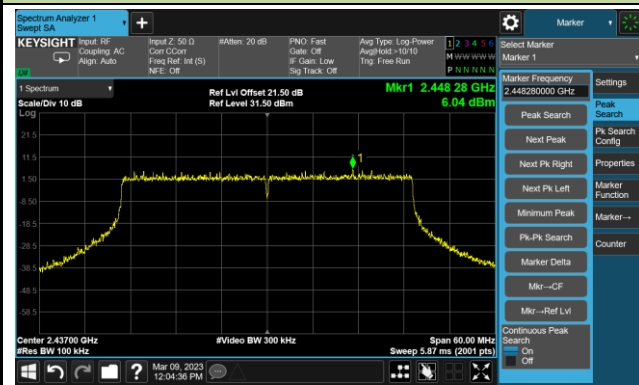 Spectrum Analyzer 1
Swept SA
Marker
KEYSIGHT
Input: RF
Coupling: AC
Align: Auto
Input Z: 50 Ω
Corr CCorr
Freq Ref: Int (S)
NFE: Off
#Atten: 20 dB
PNO: Fast
Gate: Off
IF Gain: Low
Sig Track: Off
Avg Type: Log-Power
Avg|Hold:>10/10
Trig: Free Run
1 2 3 4 5 6
M W W W W W
P N N N N N
LVI
Select Marker
Marker 1
1 Spectrum
Scale/Div 10 dB
Log
Ref Lvl Offset 21.50 dB
Ref Level 31.50 dBm
Mkr1 2.448 28 GHz
6.04 dBm
21.5
11.5
1.50
-8.50
-18.5
-28.5
-38.5
-48.5
-58.5
1
Center 2.43700 GHz
#Res BW 100 kHz
#Video BW 300 kHz
Span 60.00 MHz
Sweep 5.87 ms (2001 pts)
Marker Frequency
2.448280000 GHz
Peak Search
Next Peak
Next Pk Right
Next Pk Left
Minimum Peak
Pk-Pk Search
Marker Delta
Mkr→CF
Mkr→Ref Lvl
Continuous Peak
Search
On
Off
Settings
Peak
Search
Pk Search
Config
Properties
Marker
Function
Marker→
Counter
Mar 09, 2023
12:04:36 PM